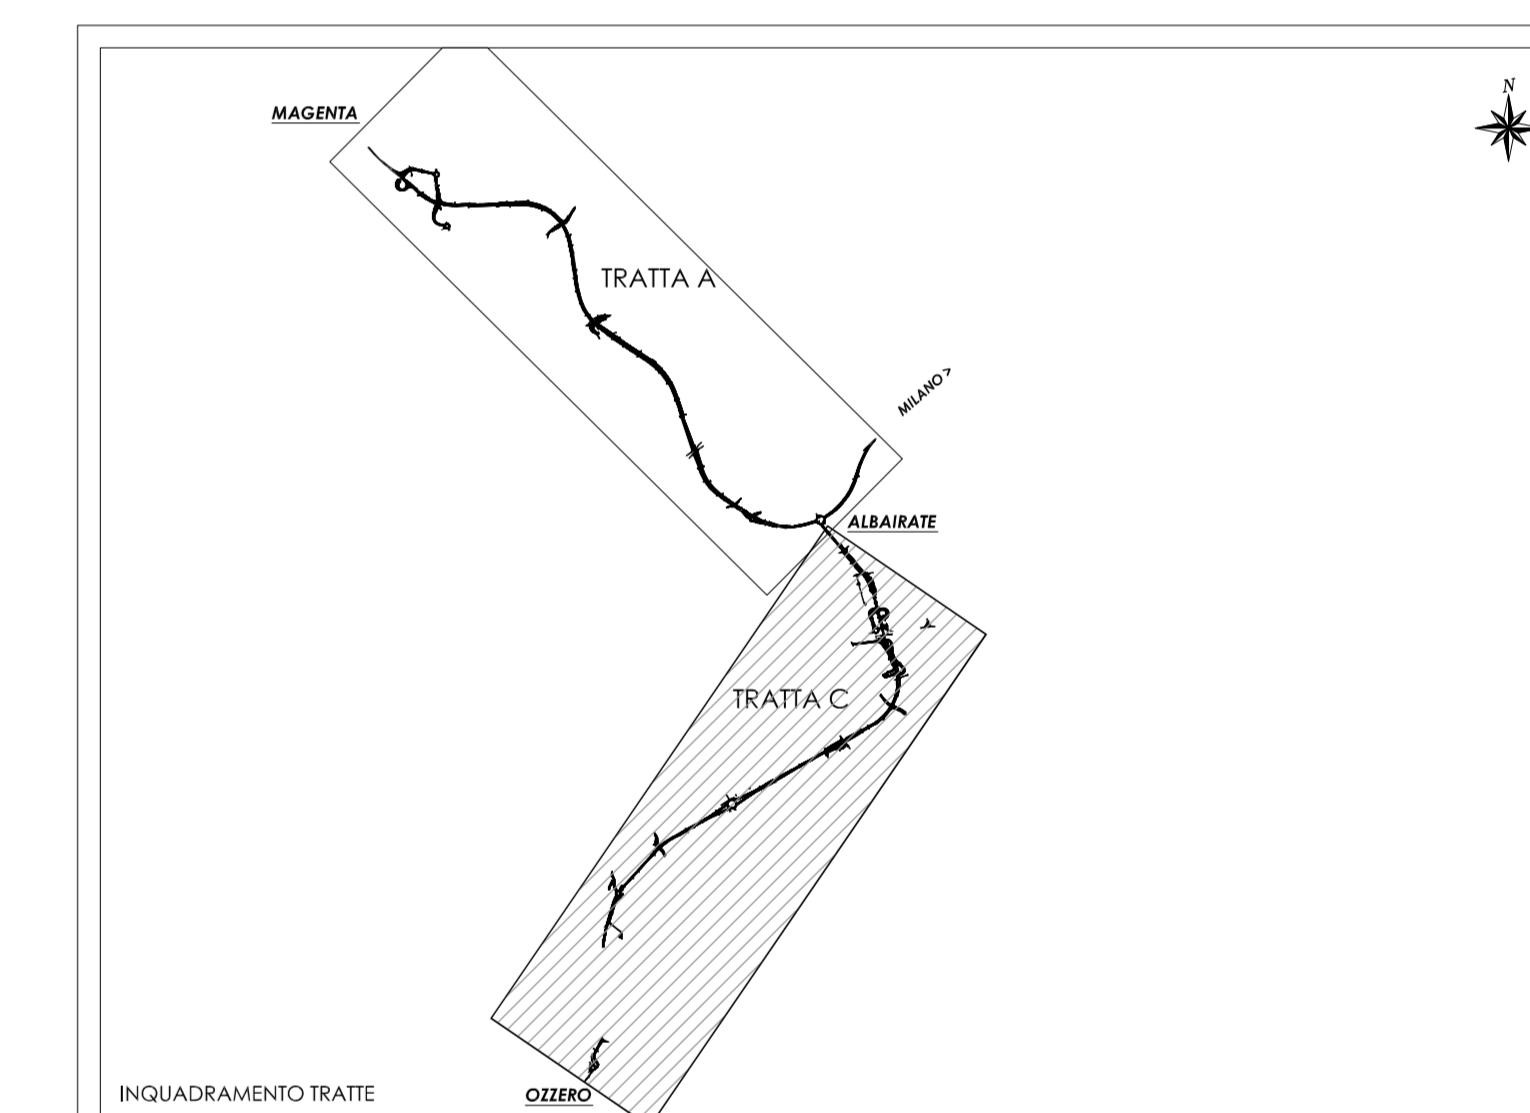 N
MAGENTA
TRATTA A
MILANO >
ALBAIRATE
TRATTA C
INQUADRAMENTO TRATTE
OZZERO